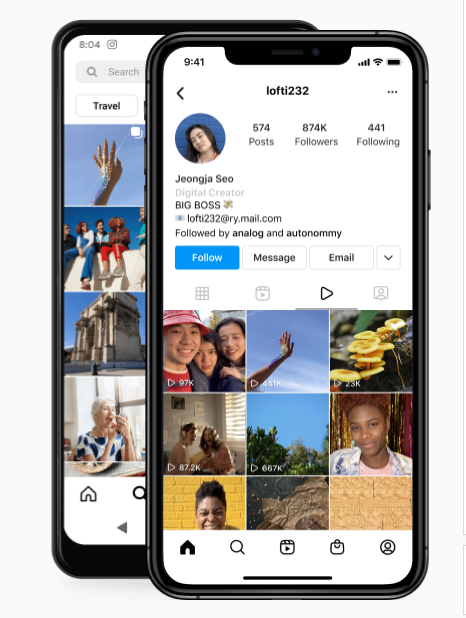 8:04
Search
Travel
9:41
lofti232
574 874K 441
Posts Followers Following
Jeongja Seo
Digital Creator
BIG BOSS
lofti232@ry.mail.com
Followed by analog and autonommy
Follow Message Email
97K 441K 23K
87.2K 667K